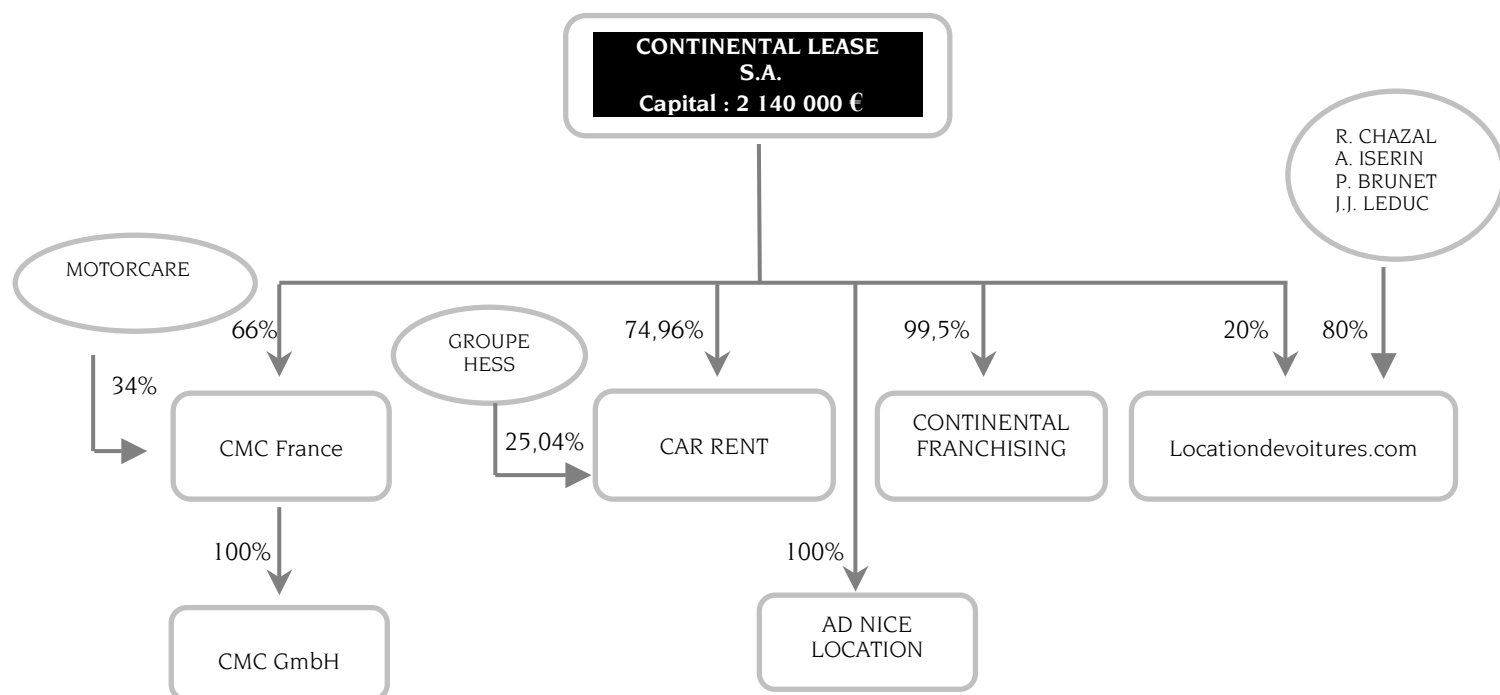 CONTINENTAL LEASE
S.A.
Capital : 2 140 000 €
R. CHAZAL
A. ISERIN
P. BRUNET
J.J. LEDUC
MOTORCARE
66%
GROUPE
HESS
74,96%
99,5%
20%
80%
34%
CMC France
25,04%
CAR RENT
CONTINENTAL
FRANCHISING
Locationdevoitures.com
100%
100%
CMC GmbH
AD NICE
LOCATION